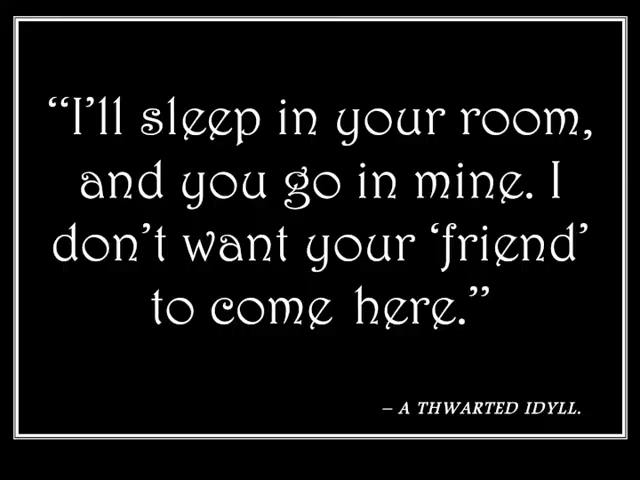 “I’ll sleep in your room,
and you go in mine. I
don’t want your ‘friend’
to come here.”
– A THWARTED IDYLL.